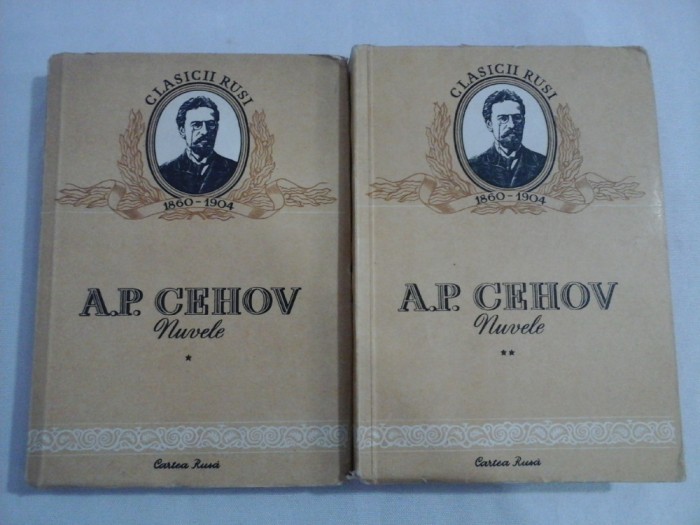 CLASICII RUSI
1860-1904
A.P. CEHOV
Nuvele
*
Cartea Rusă
CLASICII RUSI
1860-1904
A.P. CEHOV
Nuvele
**
Cartea Rusă